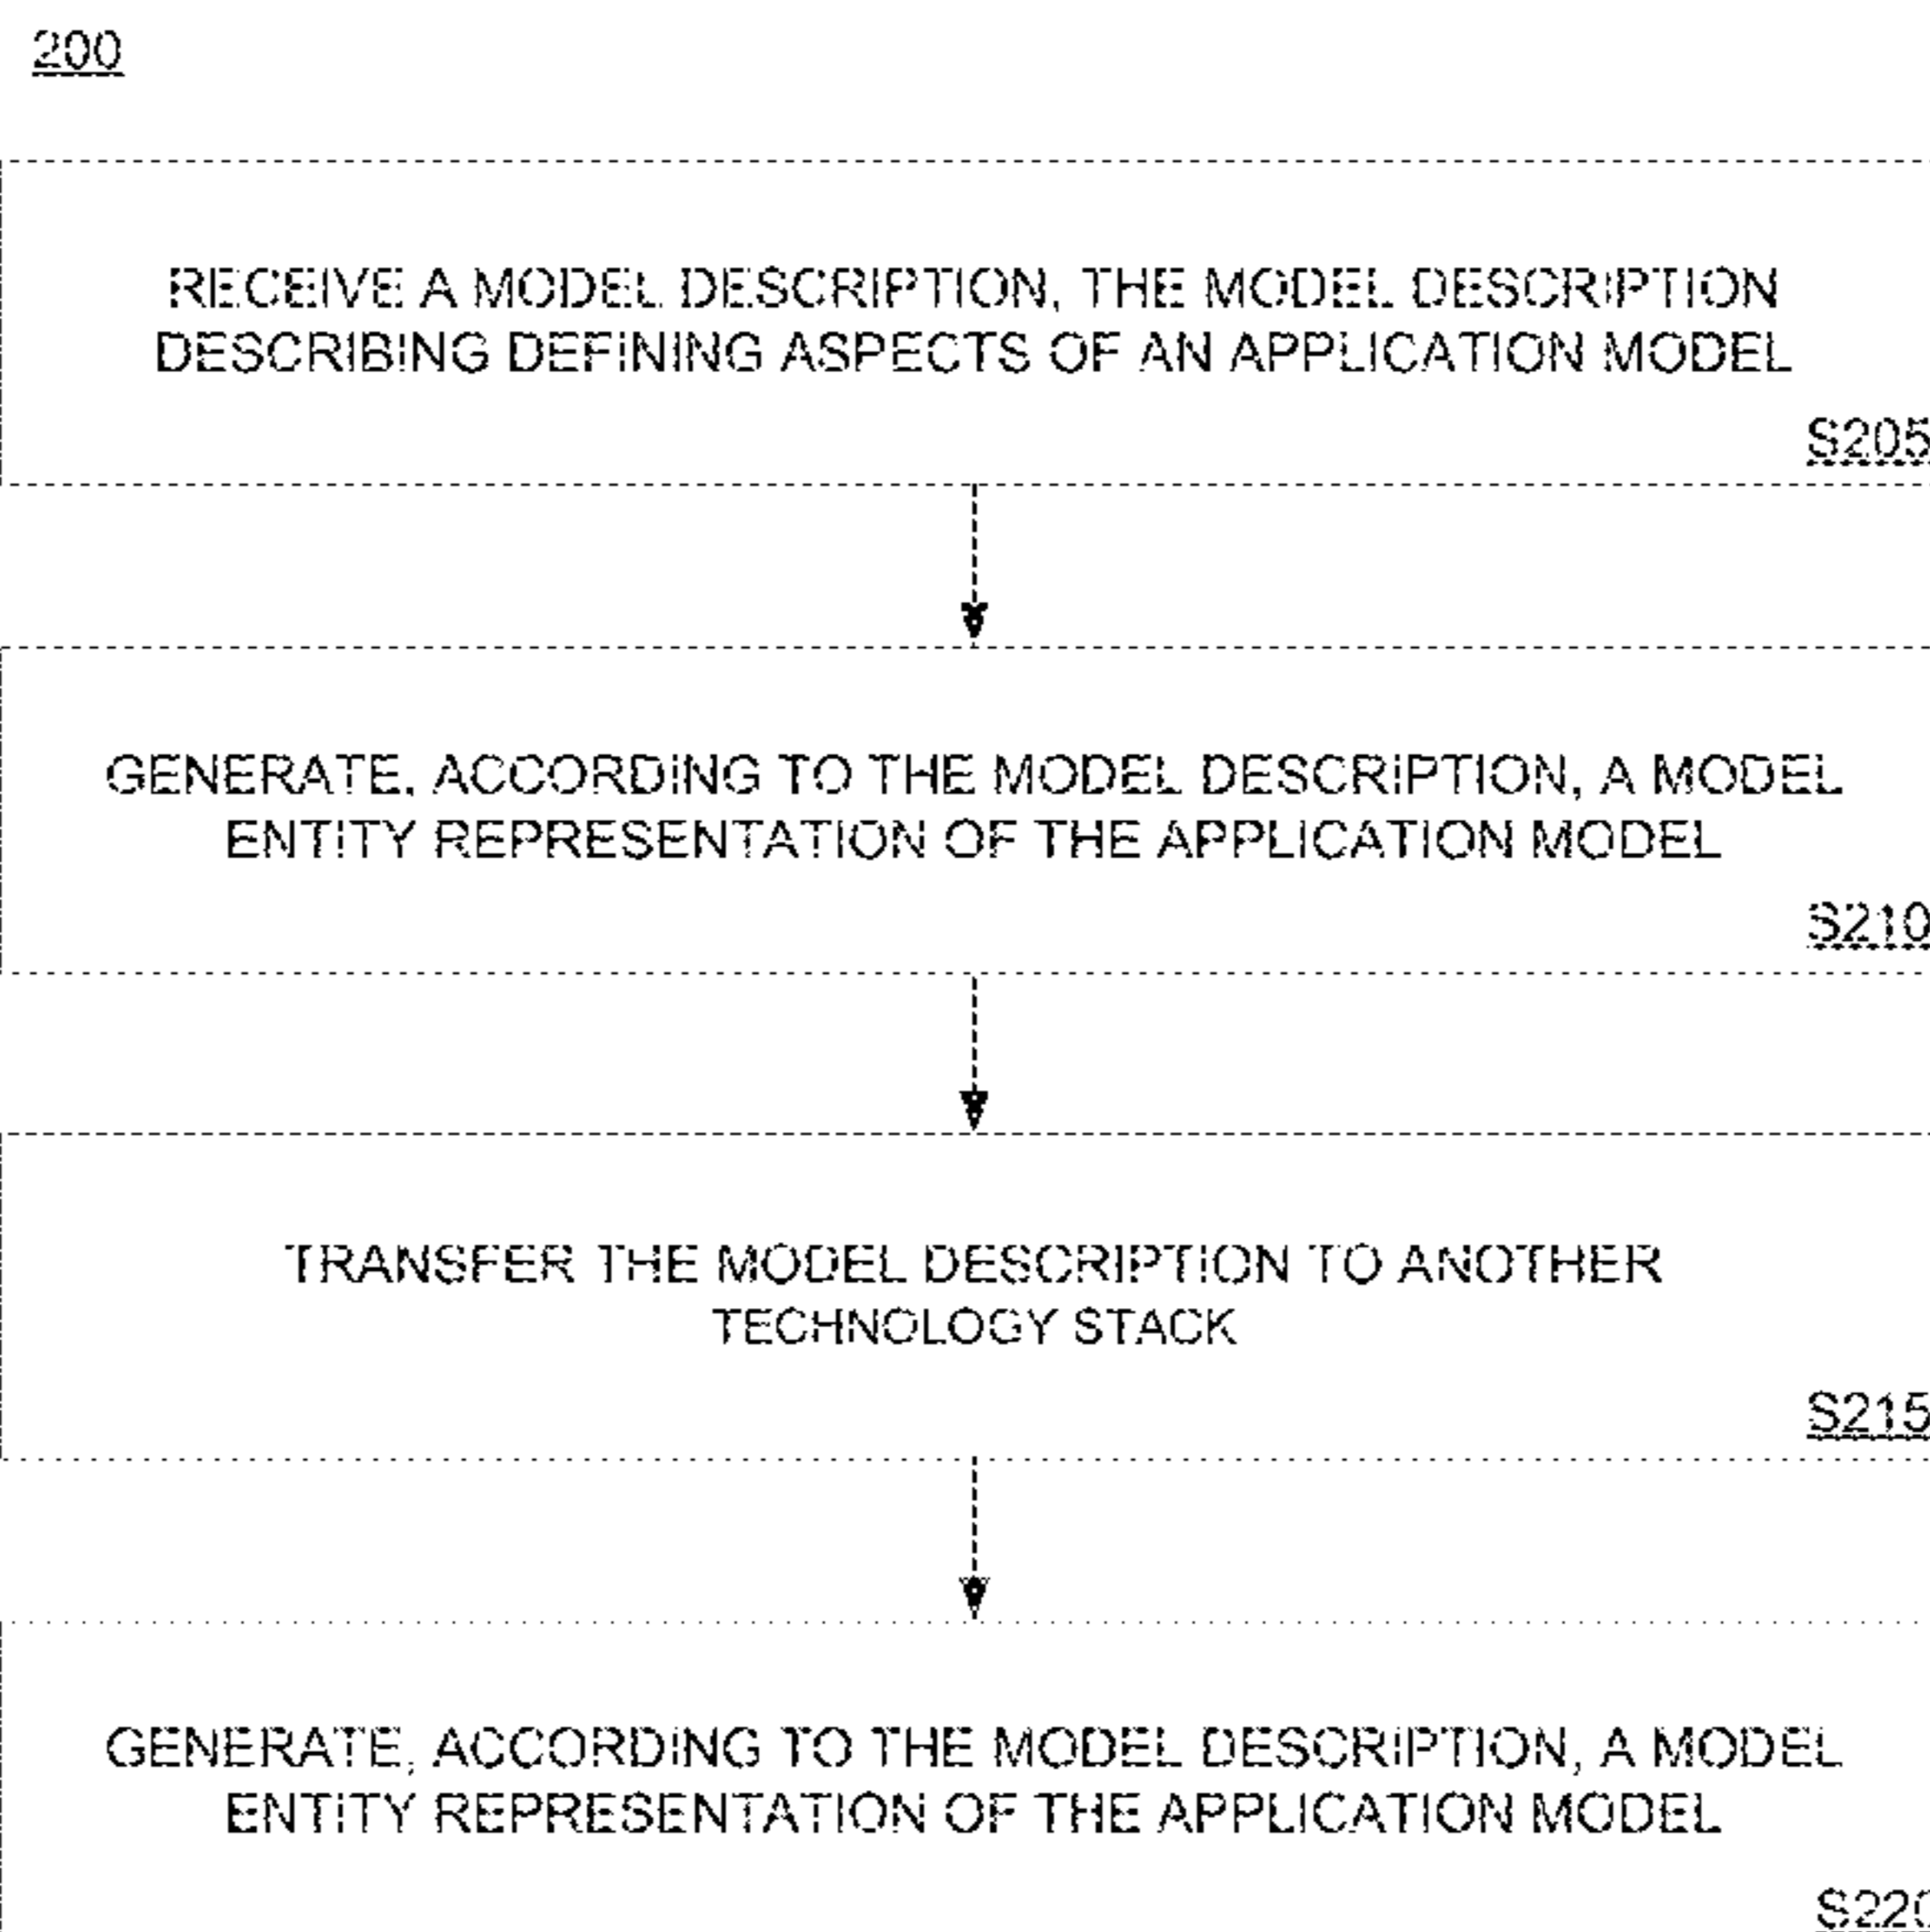 200
RECEIVE A MODEL DESCRIPTION, THE MODEL DESCRIPTION
DESCRIBING DEFINING ASPECTS OF AN APPLICATION MODEL
S205
GENERATE, ACCORDING TO THE MODEL DESCRIPTION, A MODEL
ENTITY REPRESENTATION OF THE APPLICATION MODEL
S210
TRANSFER THE MODEL DESCRIPTION TO ANOTHER
TECHNOLOGY STACK
S215
GENERATE, ACCORDING TO THE MODEL DESCRIPTION, A MODEL
ENTITY REPRESENTATION OF THE APPLICATION MODEL
S220